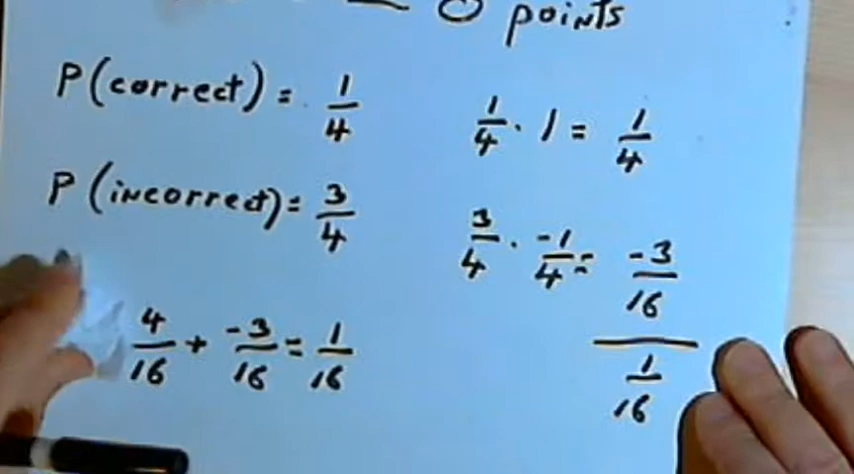 0 points
P(correct) = 1/4
1/4 · 1 = 1/4
P(incorrect) = 3/4
3/4 · -1/4 = -3/16
4/16 + -3/16 = 1/16
1/16